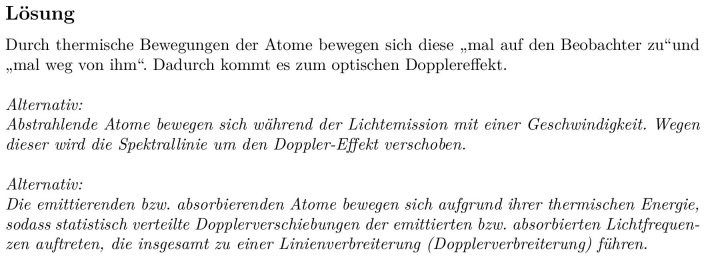 Lösung
Durch thermische Bewegungen der Atome bewegen sich diese „mal auf den Beobachter zu“und
„mal weg von ihm“. Dadurch kommt es zum optischen Dopplereffekt.
Alternativ:
Abstrahlende Atome bewegen sich während der Lichtemission mit einer Geschwindigkeit. Wegen
dieser wird die Spektrallinie um den Doppler-Effekt verschoben.
Alternativ:
Die emittierenden bzw. absorbierenden Atome bewegen sich aufgrund ihrer thermischen Energie,
sodass statistisch verteilte Dopplerverschiebungen der emittierten bzw. absorbierten Lichtfrequen-
zen auftreten, die insgesamt zu einer Linienverbreiterung (Dopplerverbreiterung) führen.